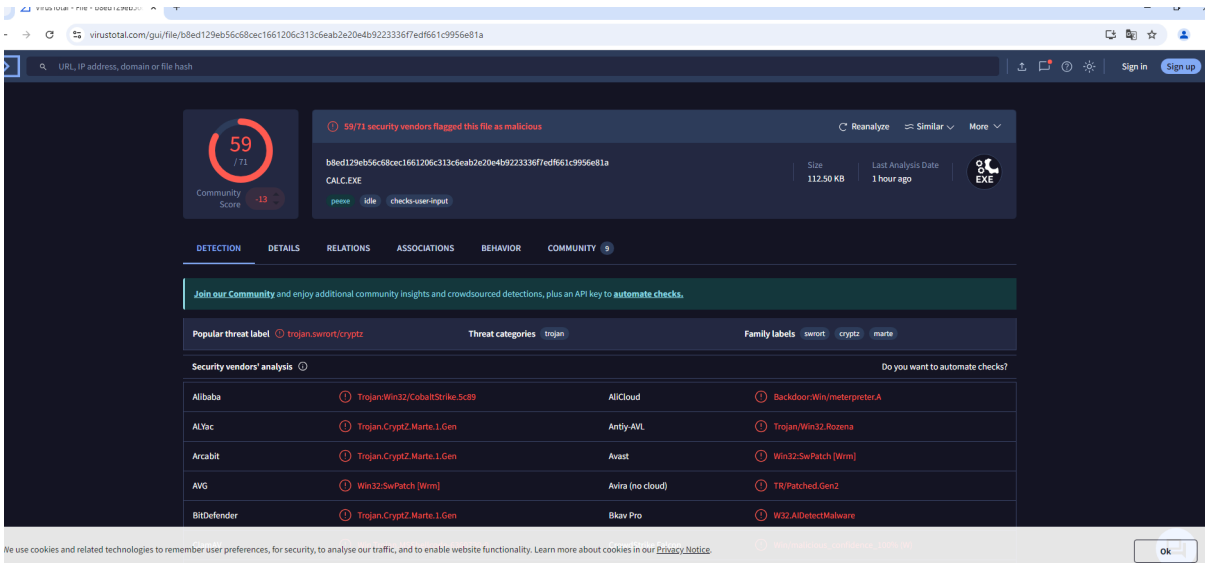 VirusTotal - File - b8ed129eb56
virustotal.com/gui/file/b8ed129eb56c68cec1661206c313c6eab2e20e4b9223336f7edf661c9956e81a
URL, IP address, domain or file hash
Sign in
Sign up
59
/ 71
Community
Score
-13
59/71 security vendors flagged this file as malicious
Reanalyze
Similar
More
b8ed129eb56c68cec1661206c313c6eab2e20e4b9223336f7edf661c9956e81a
CALC.EXE
peexe idle checks-user-input
Size
112.50 KB
Last Analysis Date
1 hour ago
EXE
DETECTION DETAILS RELATIONS ASSOCIATIONS BEHAVIOR COMMUNITY 9
Join our Community and enjoy additional community insights and crowdsourced detections, plus an API key to automate checks.
Popular threat label trojan.swrort/cryptz Threat categories trojan Family labels swrort cryptz marte
Security vendors' analysis Do you want to automate checks?
Alibaba Trojan:Win32/CobaltStrike.5c89 AliCloud Backdoor:Win/meterpreter.A
ALYac Trojan.CryptZ.Marte.1.Gen Antiy-AVL Trojan/Win32.Rozena
Arcabit Trojan.CryptZ.Marte.1.Gen Avast Win32:SwPatch [Wrm]
AVG Win32:SwPatch [Wrm] Avira (no cloud) TR/Patched.Gen2
BitDefender Trojan.CryptZ.Marte.1.Gen Bkav Pro W32.AIDetectMalware
We use cookies and related technologies to remember user preferences, for security, to analyse our traffic, and to enable website functionality. Learn more about cookies in our Privacy Notice.
Ok